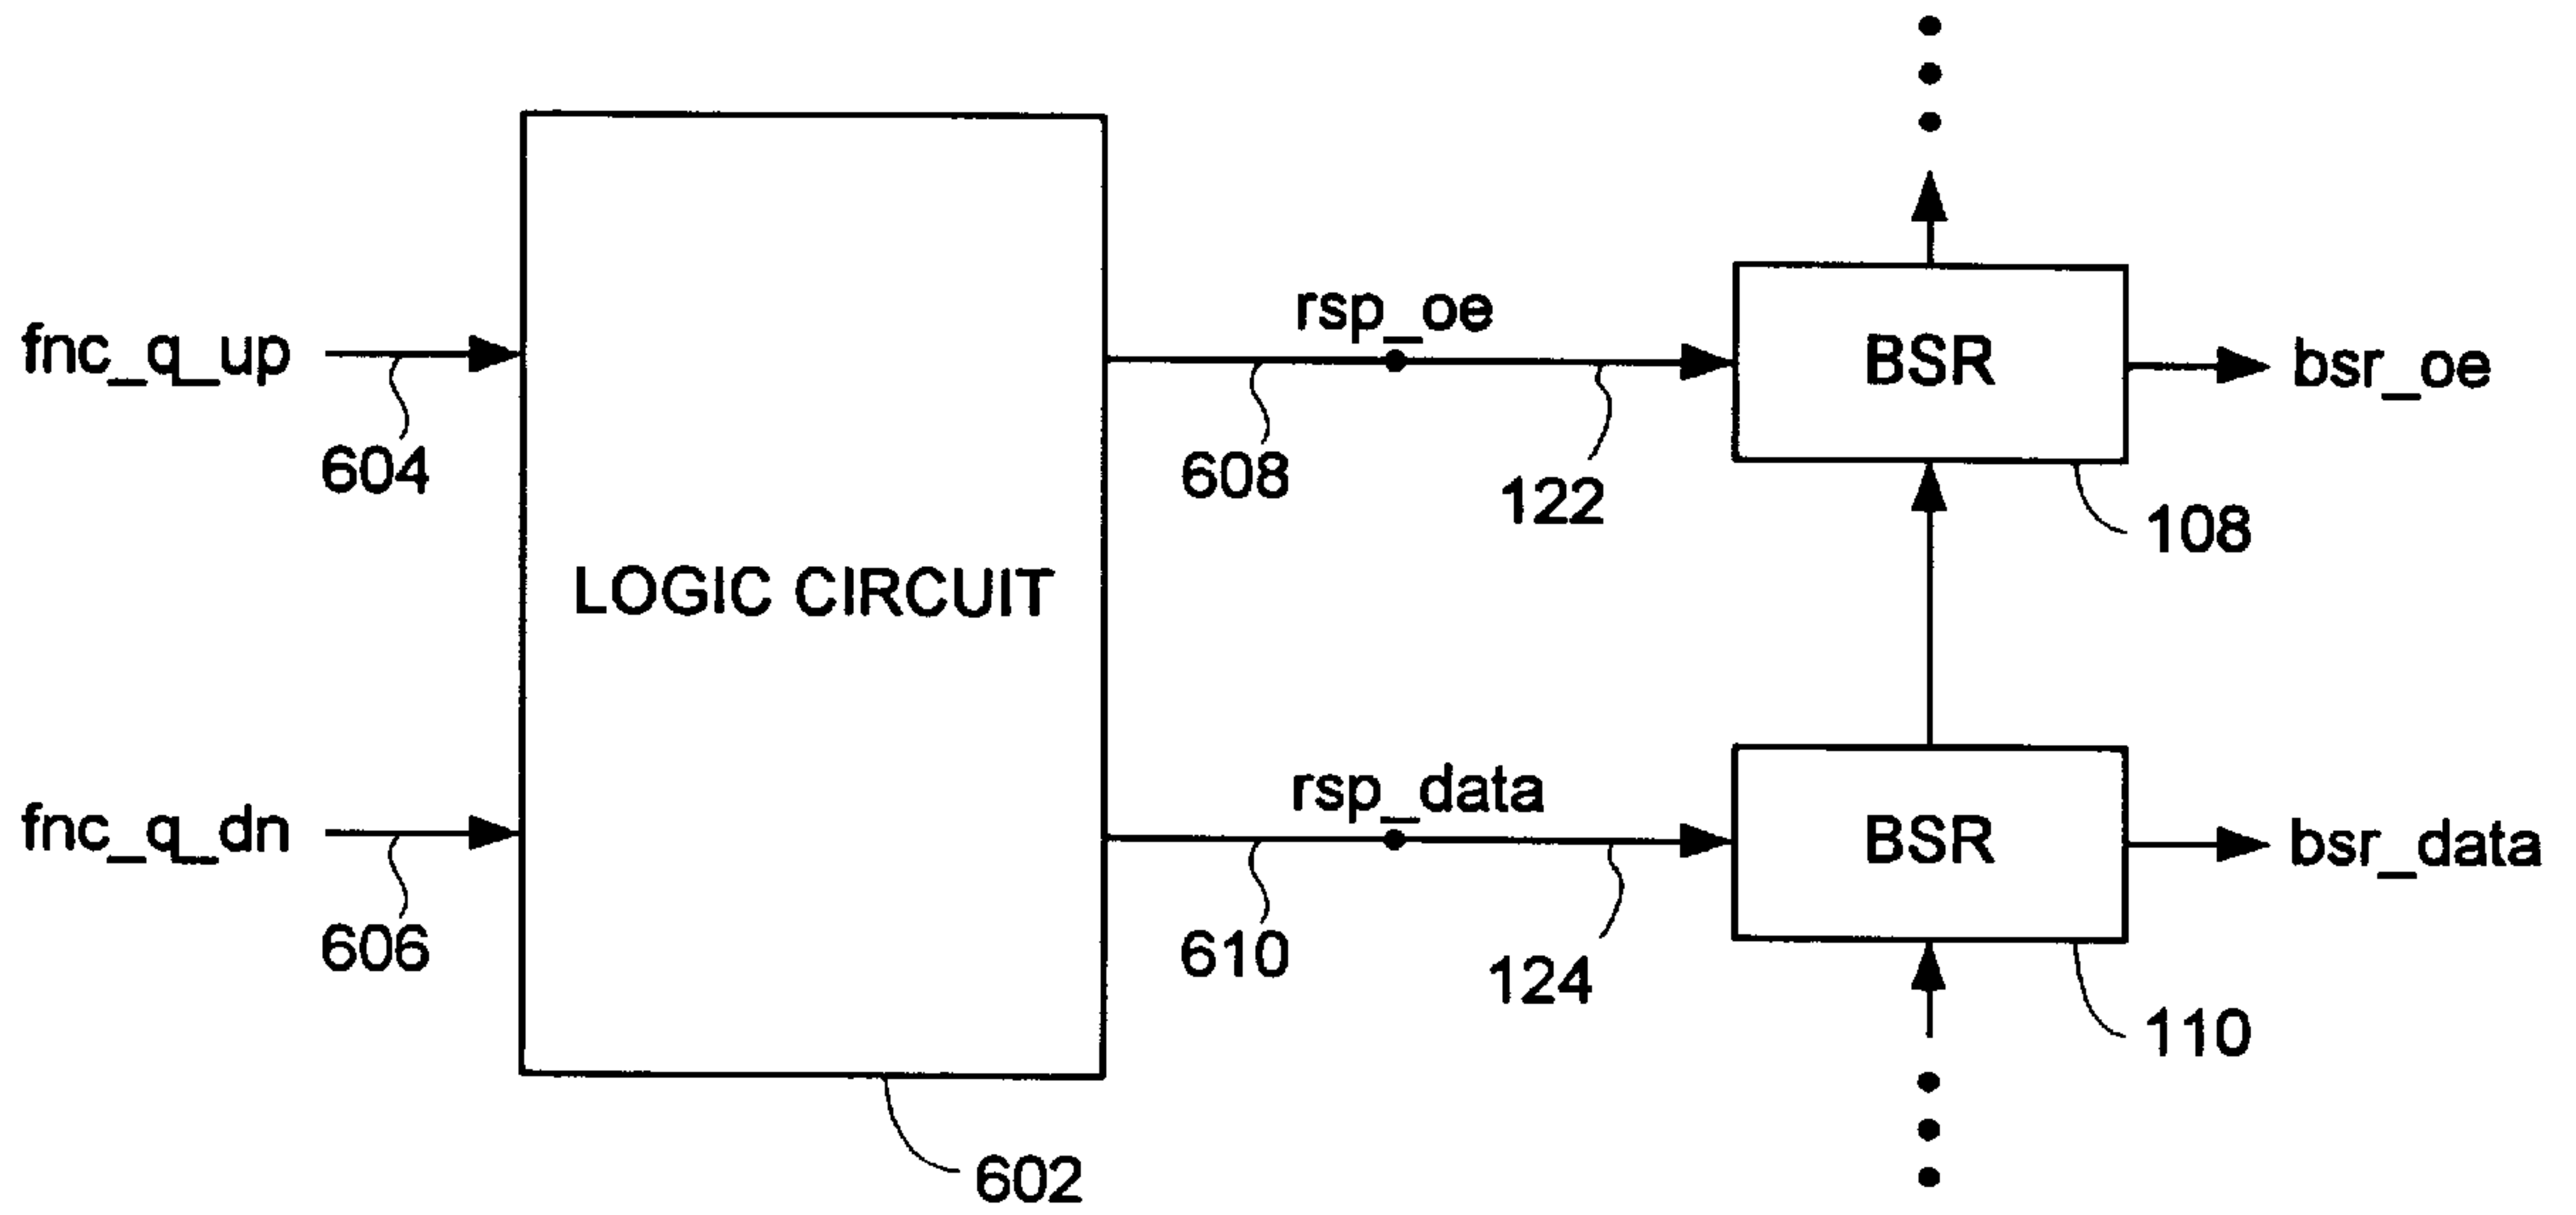 rsp_oe
BSR
fnc_q_up
bsr_oe
604
608
122
108
LOGIC CIRCUIT
rsp_data
fnc_q_dn
BSR
bsr_data
606
610
124
110
602